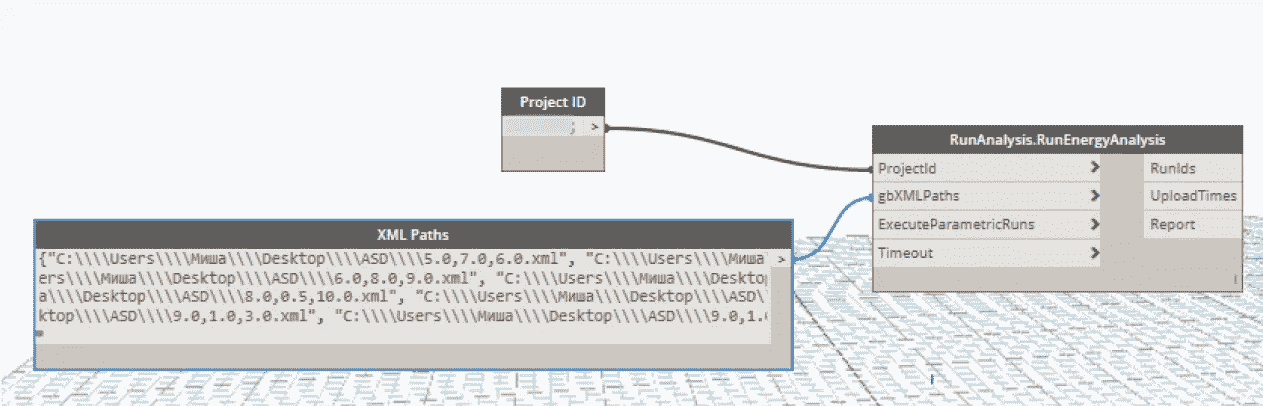 Project ID
; >
RunAnalysis.RunEnergyAnalysis
ProjectId > RunIds
gbXMLPaths > UploadTimes
ExecuteParametricRuns > Report
Timeout >
XML Paths
{"C:\\\\Users\\\\Миша\\\\Desktop\\\\ASD\\\\5.0,7.0,6.0.xml", "C:\\\\Users\\\\Миша >
ers\\\\Миша\\\\Desktop\\\\ASD\\\\6.0,8.0,9.0.xml", "C:\\\\Users\\\\Миша\\\\Desktop
а\\\\Desktop\\\\ASD\\\\8.0,0.5,10.0.xml", "C:\\\\Users\\\\Миша\\\\Desktop\\\\ASD\
ktop\\\\ASD\\\\9.0,1.0,3.0.xml", "C:\\\\Users\\\\Миша\\\\Desktop\\\\ASD\\\\9.0,1.